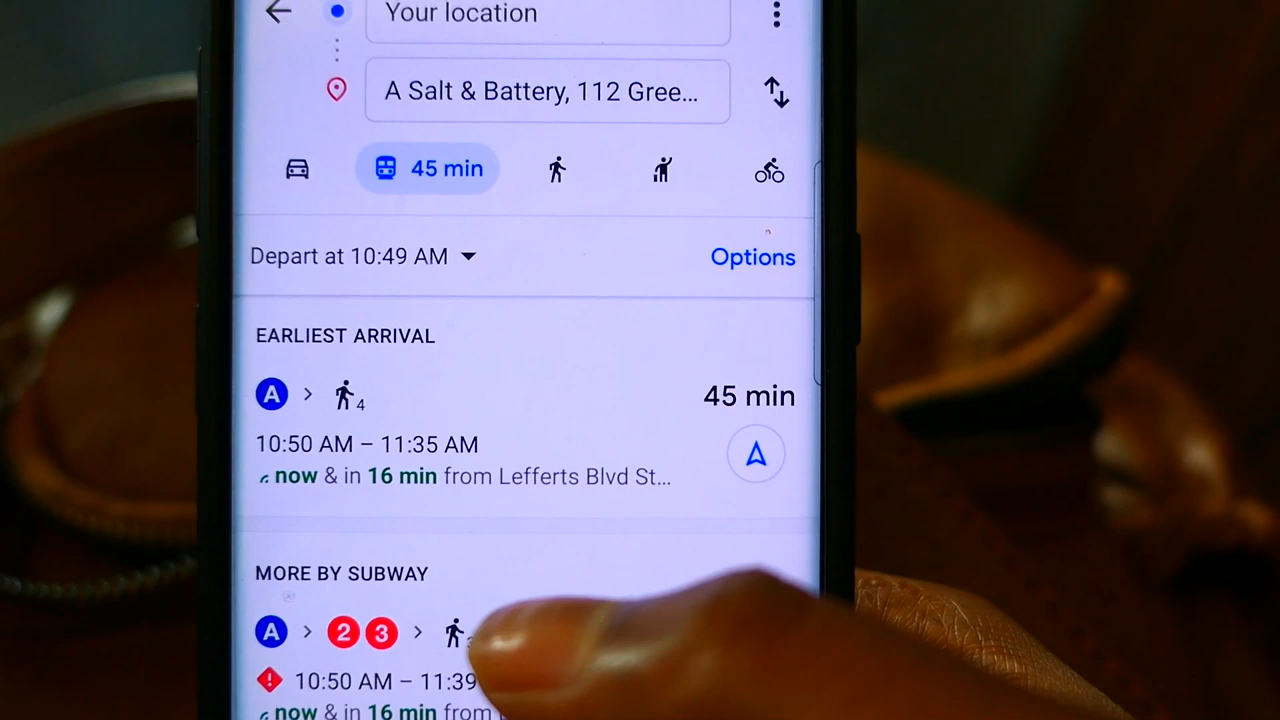 Your location
A Salt & Battery, 112 Gree...
45 min
Depart at 10:49 AM
Options
EARLIEST ARRIVAL
A > 4
45 min
10:50 AM – 11:35 AM
now & in 16 min from Lefferts Blvd St...
MORE BY SUBWAY
A > 2 3 >
10:50 AM – 11:39
now & in 16 min from